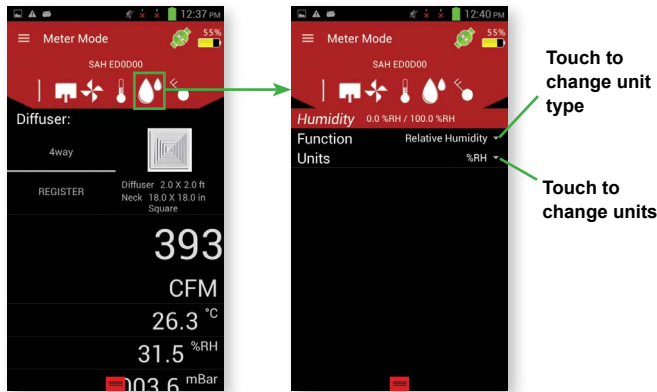 12:37 PM
Meter Mode
55%
SAH ED0D00
Diffuser:
4way
REGISTER
Diffuser 2.0 X 2.0 ft
Neck 18.0 X 18.0 in
Square
393
CFM
26.3 °C
31.5 %RH
003.6 mBar
12:40 PM
Meter Mode
55%
SAH ED0D00
Humidity 0.0 %RH / 100.0 %RH
Function Relative Humidity
Units %RH
Touch to
change unit
type
Touch to
change units